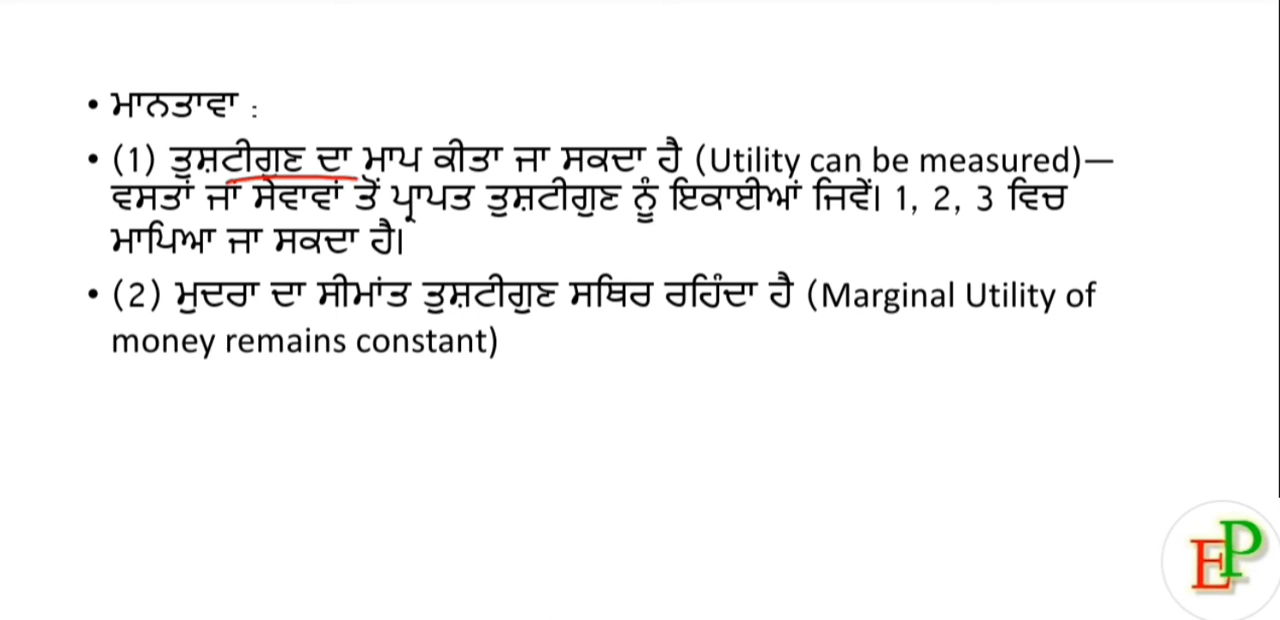 • ਮਾਨਤਾਵਾ :
• (1) ਤੁਸ਼ਟੀਗੁਣ ਦਾ ਮਾਪ ਕੀਤਾ ਜਾ ਸਕਦਾ ਹੈ (Utility can be measured)—
ਵਸਤਾਂ ਜਾਂ ਸੇਵਾਵਾਂ ਤੋਂ ਪ੍ਰਾਪਤ ਤੁਸ਼ਟੀਗੁਣ ਨੂੰ ਇਕਾਈਆਂ ਜਿਵੇਂ। 1, 2, 3 ਵਿਚ
ਮਾਪਿਆ ਜਾ ਸਕਦਾ ਹੈ।
• (2) ਮੁਦਰਾ ਦਾ ਸੀਮਾਂਤ ਤੁਸ਼ਟੀਗੁਣ ਸਥਿਰ ਰਹਿੰਦਾ ਹੈ (Marginal Utility of
money remains constant)
EP